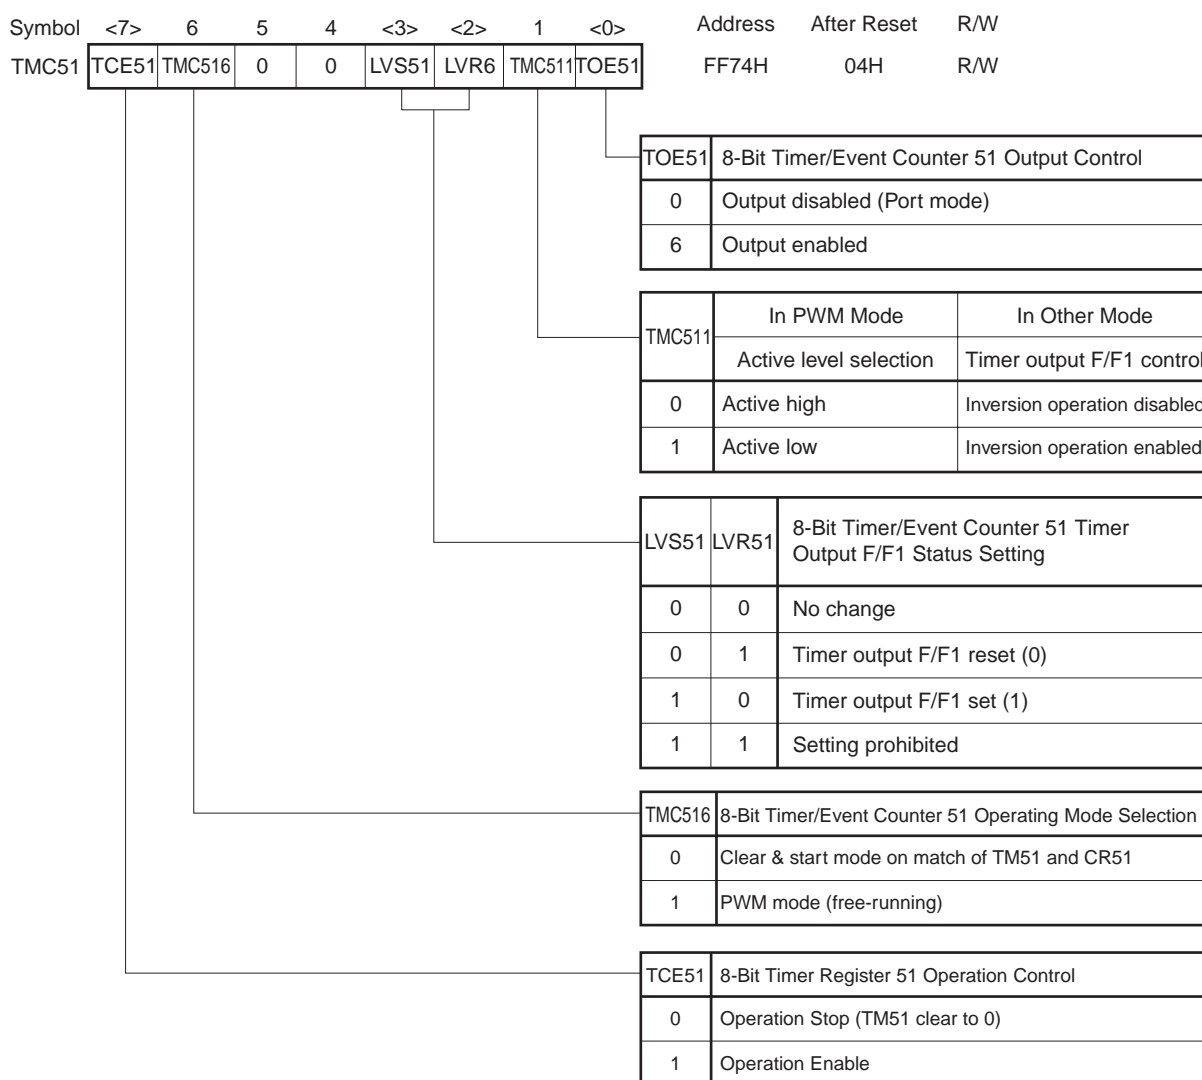 Symbol <7> 6 5 4 <3> <2> 1 <0> Address After Reset R/W
TMC51 TCE51 TMC516 0 0 LVS51 LVR6 TMC511 TOE51 FF74H 04H R/W
TOE51 8-Bit Timer/Event Counter 51 Output Control
0 Output disabled (Port mode)
6 Output enabled
TMC511 In PWM Mode In Other Mode
Active level selection Timer output F/F1 control
0 Active high Inversion operation disabled
1 Active low Inversion operation enabled
LVS51 LVR51 8-Bit Timer/Event Counter 51 Timer
Output F/F1 Status Setting
0 0 No change
0 1 Timer output F/F1 reset (0)
1 0 Timer output F/F1 set (1)
1 1 Setting prohibited
TMC516 8-Bit Timer/Event Counter 51 Operating Mode Selection
0 Clear & start mode on match of TM51 and CR51
1 PWM mode (free-running)
TCE51 8-Bit Timer Register 51 Operation Control
0 Operation Stop (TM51 clear to 0)
1 Operation Enable